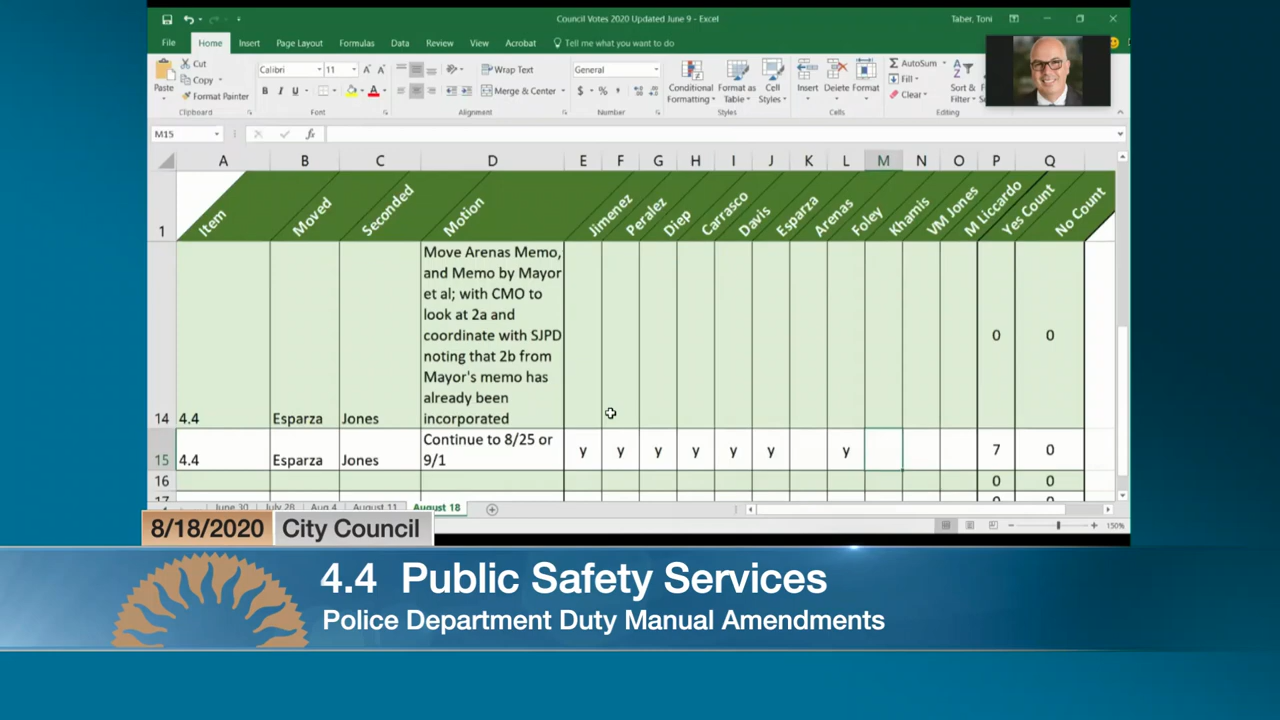 Council Votes 2020 Updated June 9 - Excel
Taber, Toni
File Home Insert Page Layout Formulas Data Review View Acrobat Tell me what you want to do
Cut
Copy
Format Painter
Paste
Clipboard
Calibri 11
B I U
Font
Wrap Text
Merge & Center
Alignment
General
$ % ,
Number
Conditional Formatting
Format as Table
Cell Styles
Styles
Insert Delete Format
Cells
AutoSum
Fill
Clear
Sort & Filter
Editing
M15 fx
A B C D E F G H I J K L M N O P Q
1 Item Moved Seconded Motion Jimenez Peralez Diep Carrasco Davis Esparza Arenas Foley Khamis VM Jones M Liccardo Yes Count No Count
Move Arenas Memo,
and Memo by Mayor
et al; with CMO to
look at 2a and
coordinate with SJPD
noting that 2b from
Mayor's memo has
already been
incorporated
14 4.4 Esparza Jones 0 0
Continue to 8/25 or
9/1
15 4.4 Esparza Jones y y y y y y y 7 0
16 0 0
17 0 0
June 30 July 28 Aug 4 August 11 August 18
150%
8/18/2020 City Council
4.4 Public Safety Services
Police Department Duty Manual Amendments